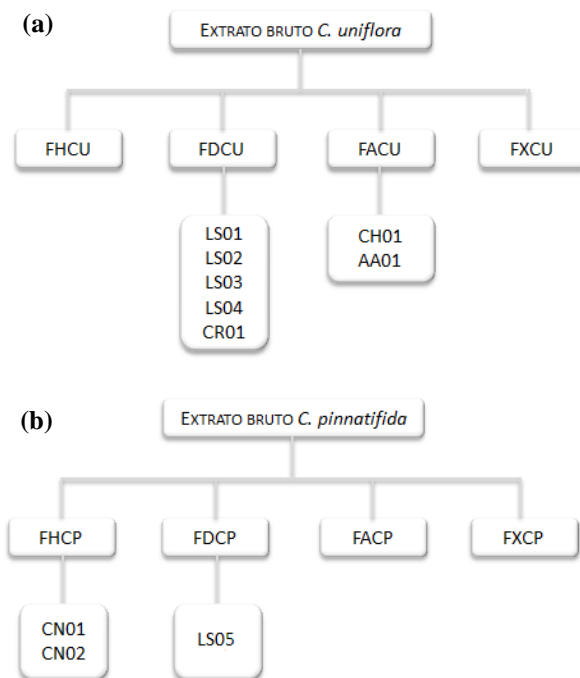 (a)
EXTRATO BRUTO C. uniflora
FHCU FDCU FACU FXCU
LS01
LS02
LS03
LS04
CR01
CH01
AA01
(b)
EXTRATO BRUTO C. pinnatifida
FHCP FDCP FACP FXCP
CN01
CN02
LS05